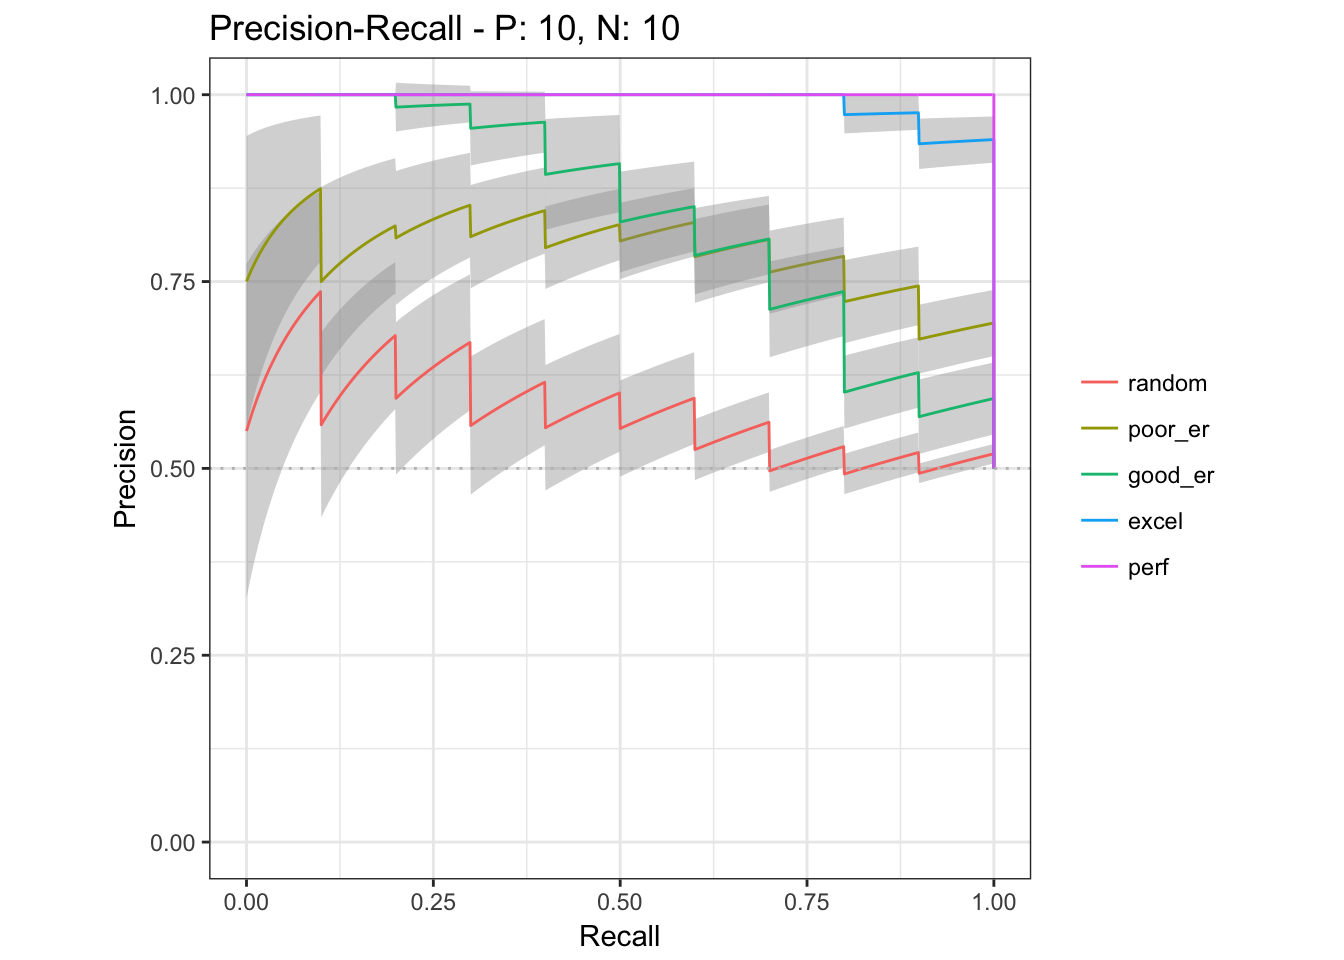 Precision-Recall - P: 10, N: 10
Precision
1.00
0.75
0.50
0.25
0.00
0.00 0.25 0.50 0.75 1.00
Recall
random
poor_er
good_er
excel
perf